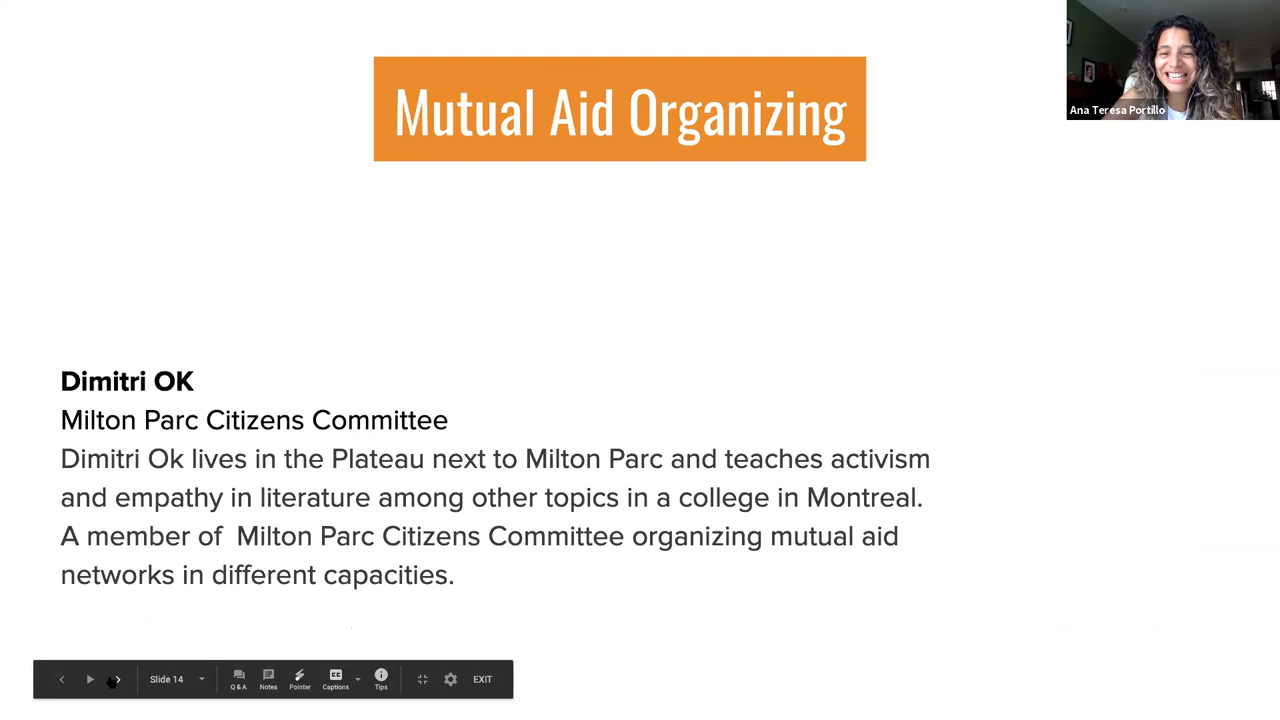 Mutual Aid Organizing
Ana Teresa Portillo
Dimitri OK
Milton Parc Citizens Committee
Dimitri Ok lives in the Plateau next to Milton Parc and teaches activism
and empathy in literature among other topics in a college in Montreal.
A member of  Milton Parc Citizens Committee organizing mutual aid
networks in different capacities.
Slide 14
Q & A
Notes
Pointer
CC
Captions
Tips
EXIT